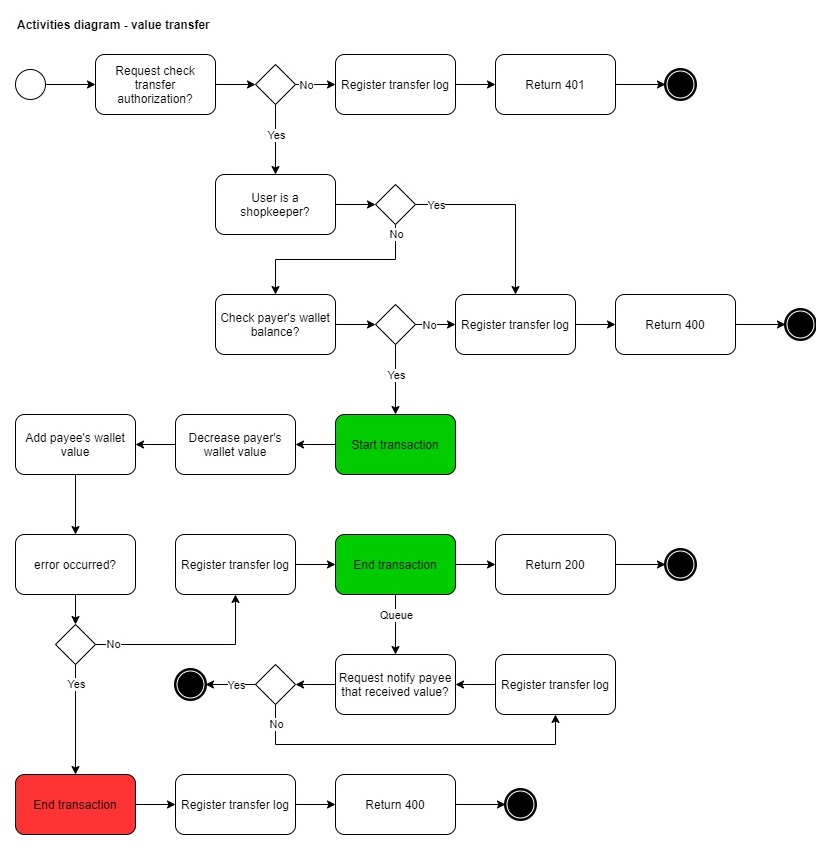 Activities diagram - value transfer
Request check
transfer
authorization?
No
Register transfer log
Return 401
Yes
User is a
shopkeeper?
Yes
No
Check payer's wallet
balance?
No
Register transfer log
Return 400
Yes
Add payee's wallet
value
Decrease payer's
wallet value
Start transaction
error occurred?
Register transfer log
End transaction
Return 200
Queue
No
Yes
Yes
Request notify payee
that received value?
Register transfer log
No
End transaction
Register transfer log
Return 400